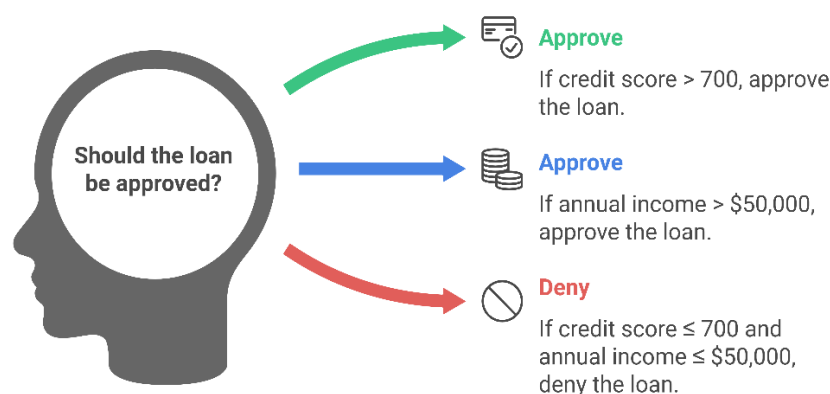 Should the loan
be approved?
Approve
If credit score > 700, approve
the loan.
Approve
If annual income > $50,000,
approve the loan.
Deny
If credit score ≤ 700 and
annual income ≤ $50,000,
deny the loan.